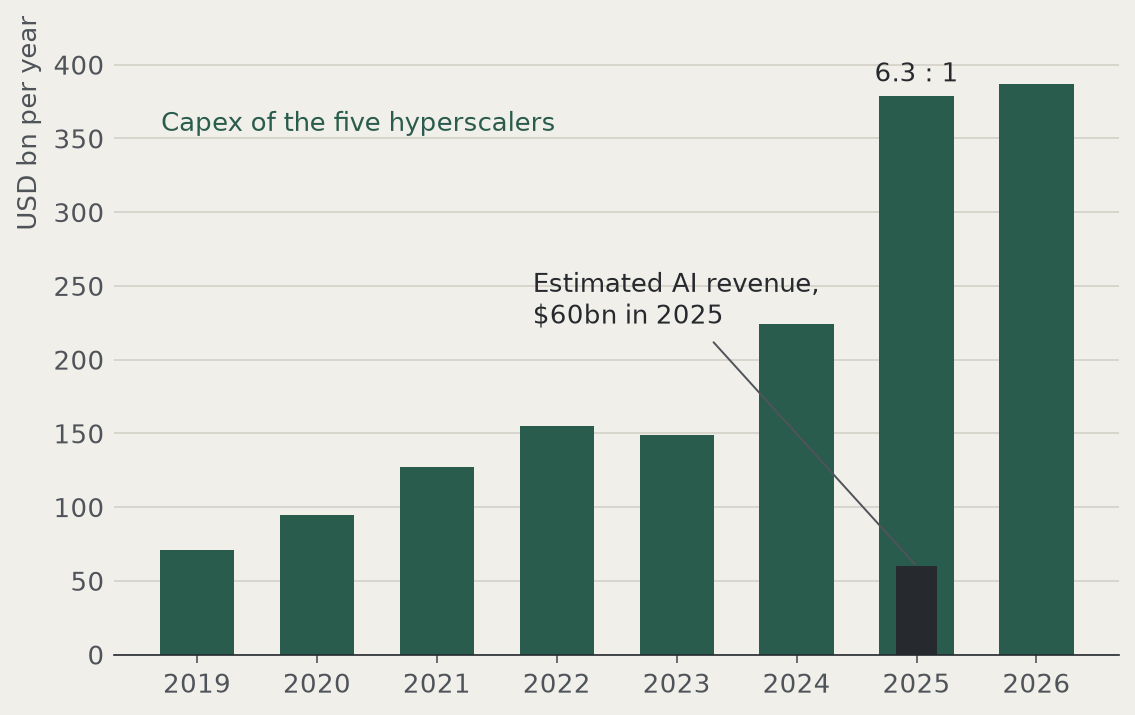 USD bn per year
400
350
300
250
200
150
100
50
0
Capex of the five hyperscalers
Estimated AI revenue,
$60bn in 2025
6.3 : 1
2019 2020 2021 2022 2023 2024 2025 2026